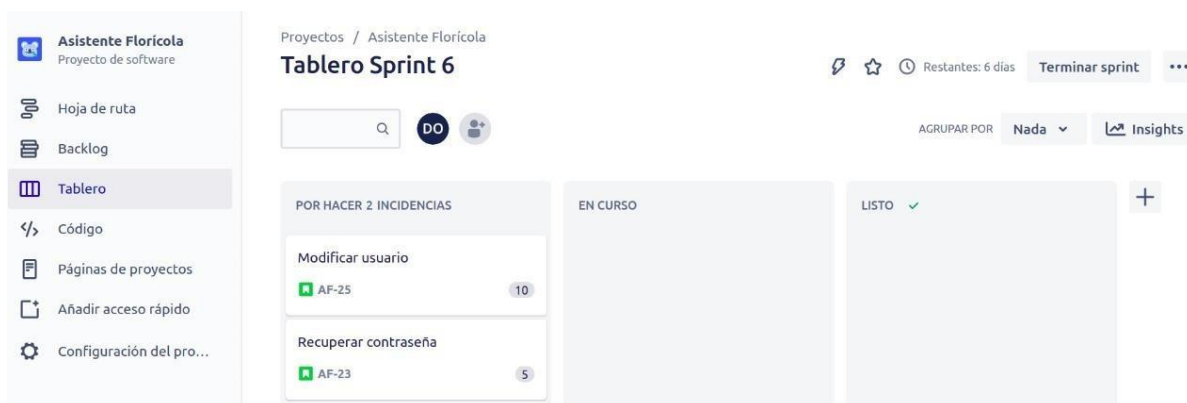 Asistente Florícola
Proyecto de software
Hoja de ruta
Backlog
Tablero
Código
Páginas de proyectos
Añadir acceso rápido
Configuración del pro...
Proyectos / Asistente Florícola
Tablero Sprint 6
Restantes: 6 días
Terminar sprint
DO
AGRUPAR POR
Nada
Insights
POR HACER 2 INCIDENCIAS
Modificar usuario
AF-25
10
Recuperar contraseña
AF-23
5
EN CURSO
LISTO